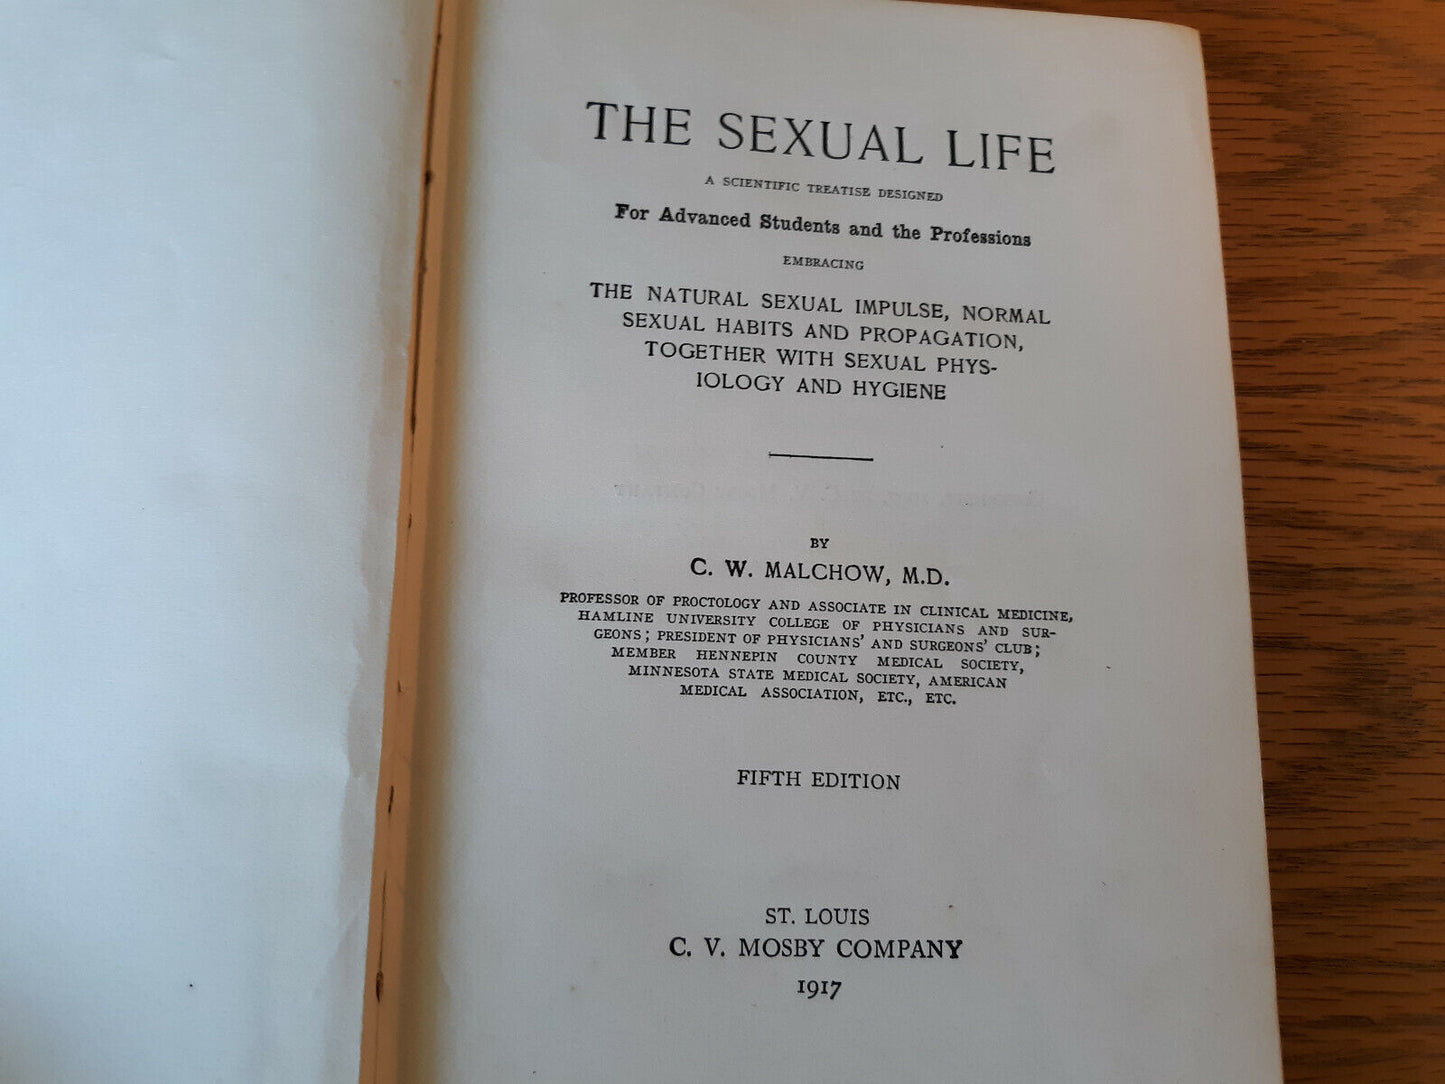 THE SEXUAL LIFE
A SCIENTIFIC TREATISE DESIGNED
For Advanced Students and the Professions
EMBRACING
THE NATURAL SEXUAL IMPULSE, NORMAL
SEXUAL HABITS AND PROPAGATION,
TOGETHER WITH SEXUAL PHYS-
IOLOGY AND HYGIENE
BY
C. W. MALCHOW, M.D.
PROFESSOR OF PROCTOLOGY AND ASSOCIATE IN CLINICAL MEDICINE,
HAMLINE UNIVERSITY COLLEGE OF PHYSICIANS AND SUR-
GEONS; PRESIDENT OF PHYSICIANS' AND SURGEONS' CLUB;
MEMBER HENNEPIN COUNTY MEDICAL SOCIETY,
MINNESOTA STATE MEDICAL SOCIETY, AMERICAN
MEDICAL ASSOCIATION, ETC., ETC.
FIFTH EDITION
ST. LOUIS
C. V. MOSBY COMPANY
1917